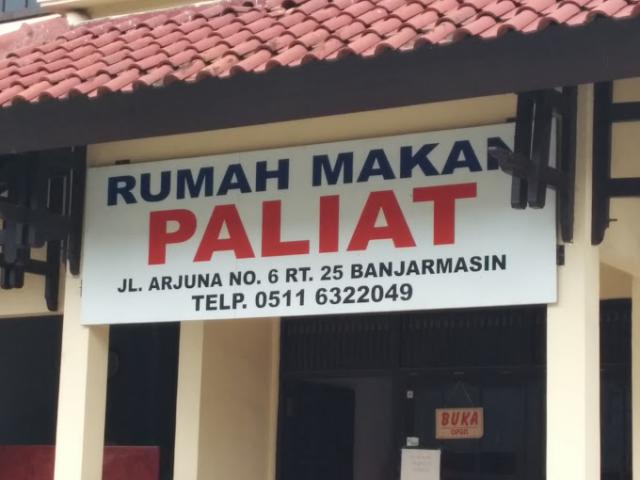 RUMAH MAKAN
PALIAT
JL. ARJUNA NO. 6 RT. 25 BANJARMASIN
TELP. 0511 6322049
BUKA